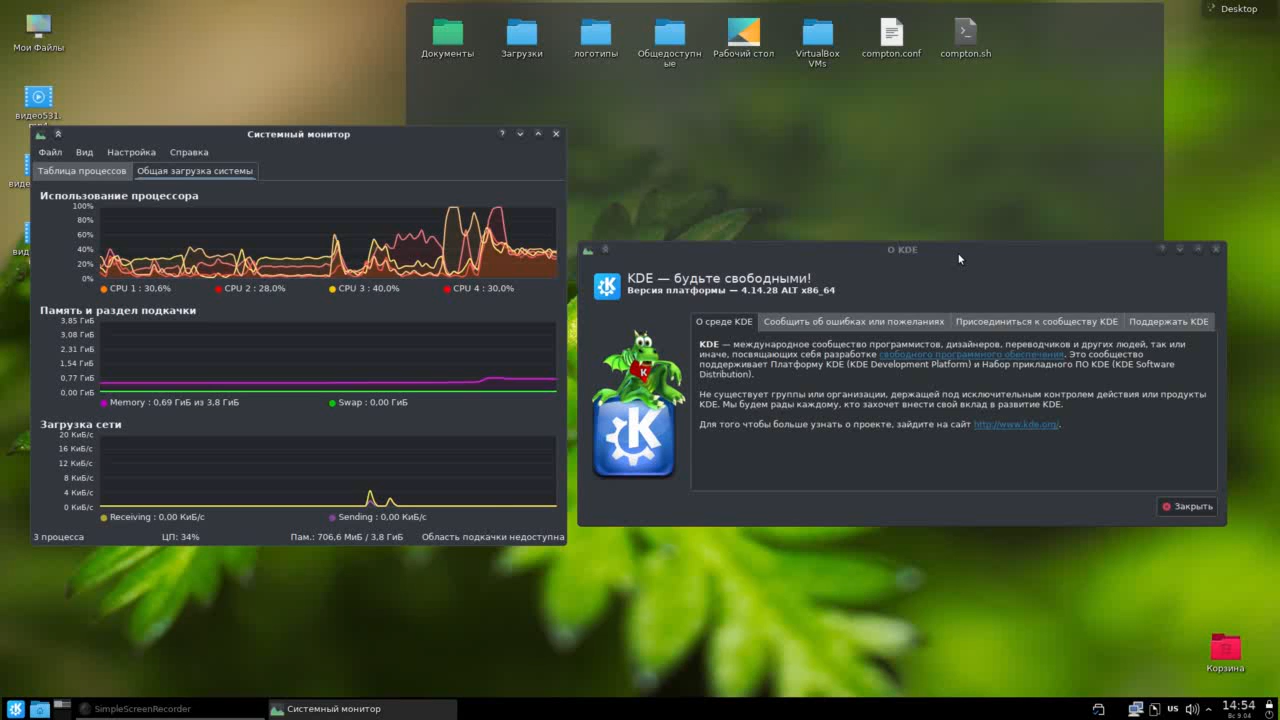 Desktop
Мои Файлы
видео531.
Документы
Загрузки
логотипы
Общедоступн
ые
Рабочий стол
VirtualBox
VMs
compton.conf
compton.sh
Системный монитор
Файл Вид Настройка Справка
Таблица процессов Общая загрузка системы
Использование процессора
100%
80%
60%
40%
20%
0%
CPU 1 : 30,6% CPU 2 : 28,0% CPU 3 : 40,0% CPU 4 : 30,0%
Память и раздел подкачки
3,85 ГиБ
3,08 ГиБ
2,31 ГиБ
1,54 ГиБ
0,77 ГиБ
0,00 ГиБ
Memory : 0,69 ГиБ из 3,8 ГиБ Swap : 0,00 ГиБ
Загрузка сети
20 КиБ/с
16 КиБ/с
12 КиБ/с
8 КиБ/с
4 КиБ/с
0 КиБ/с
Receiving : 0,00 КиБ/с Sending : 0,00 КиБ/с
3 процесса ЦП: 34% Пам.: 706,6 МиБ / 3,8 ГиБ Область подкачки недоступна
О KDE
KDE — будьте свободными!
Версия платформы — 4.14.28 ALT x86_64
О среде KDE Сообщить об ошибках или пожеланиях Присоединиться к сообществу KDE Поддержать KDE
KDE — международное сообщество программистов, дизайнеров, переводчиков и других людей, так или
иначе, посвящающих себя разработке свободного программного обеспечения. Это сообщество
поддерживает Платформу KDE (KDE Development Platform) и Набор прикладного ПО KDE (KDE Software
Distribution).
Не существует группы или организации, держащей под исключительным контролем действия или продукты
KDE. Мы будем рады каждому, кто захочет внести свой вклад в развитие KDE.
Для того чтобы больше узнать о проекте, зайдите на сайт http://www.kde.org/.
Закрыть
Корзина
SimpleScreenRecorder
Системный монитор
US
14:54
Вс 9.04